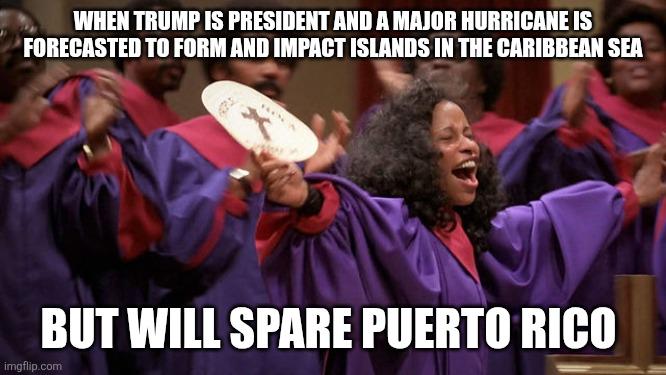 WHEN TRUMP IS PRESIDENT AND A MAJOR HURRICANE IS
FORECASTED TO FORM AND IMPACT ISLANDS IN THE CARIBBEAN SEA
BUT WILL SPARE PUERTO RICO
imgflip.com